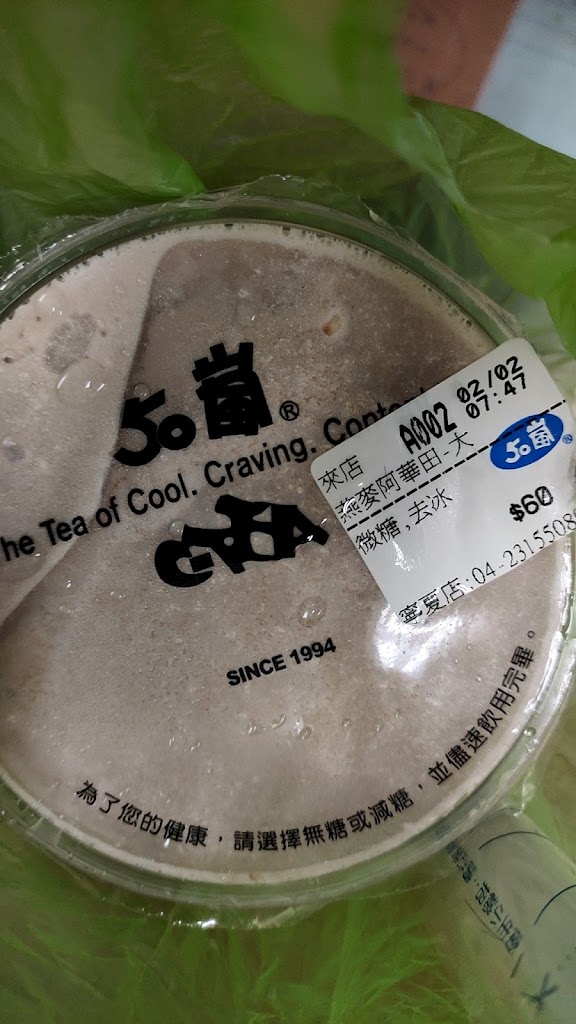 50嵐®
The Tea of Cool. Craving.
SINCE 1994
為了您的健康，請選擇無糖或減糖，並儘速飲用完畢。
A002 02/02
07:47
來店
燕麥阿華田-大
微糖,去冰
50嵐®
$60
寧夏店:04-2315508